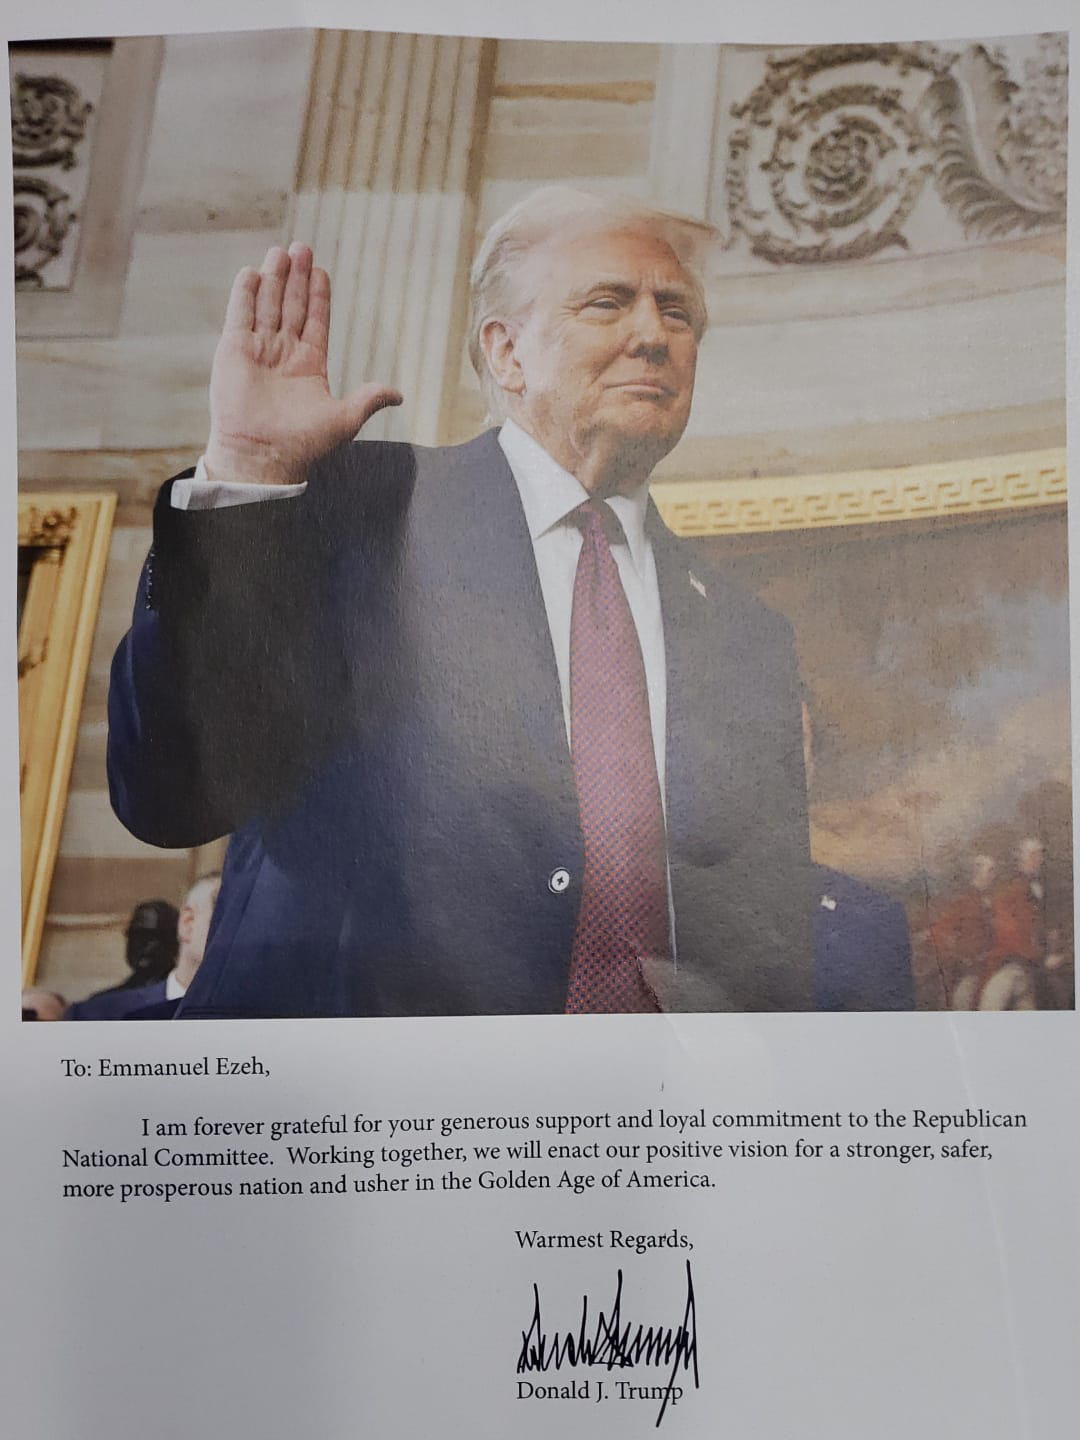 To: Emmanuel Ezeh,
I am forever grateful for your generous support and loyal commitment to the Republican
National Committee. Working together, we will enact our positive vision for a stronger, safer,
more prosperous nation and usher in the Golden Age of America.
Warmest Regards,
Donald J. Trump